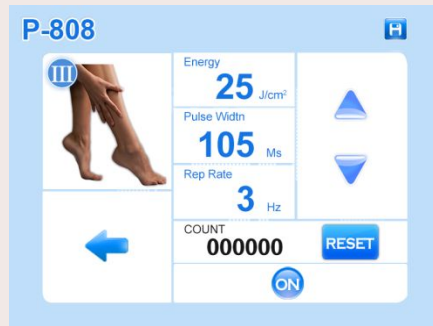 P-808
III
Energy
25 J/cm²
Pulse Widtn
105 Ms
Rep Rate
3 Hz
COUNT
000000 RESET
ON